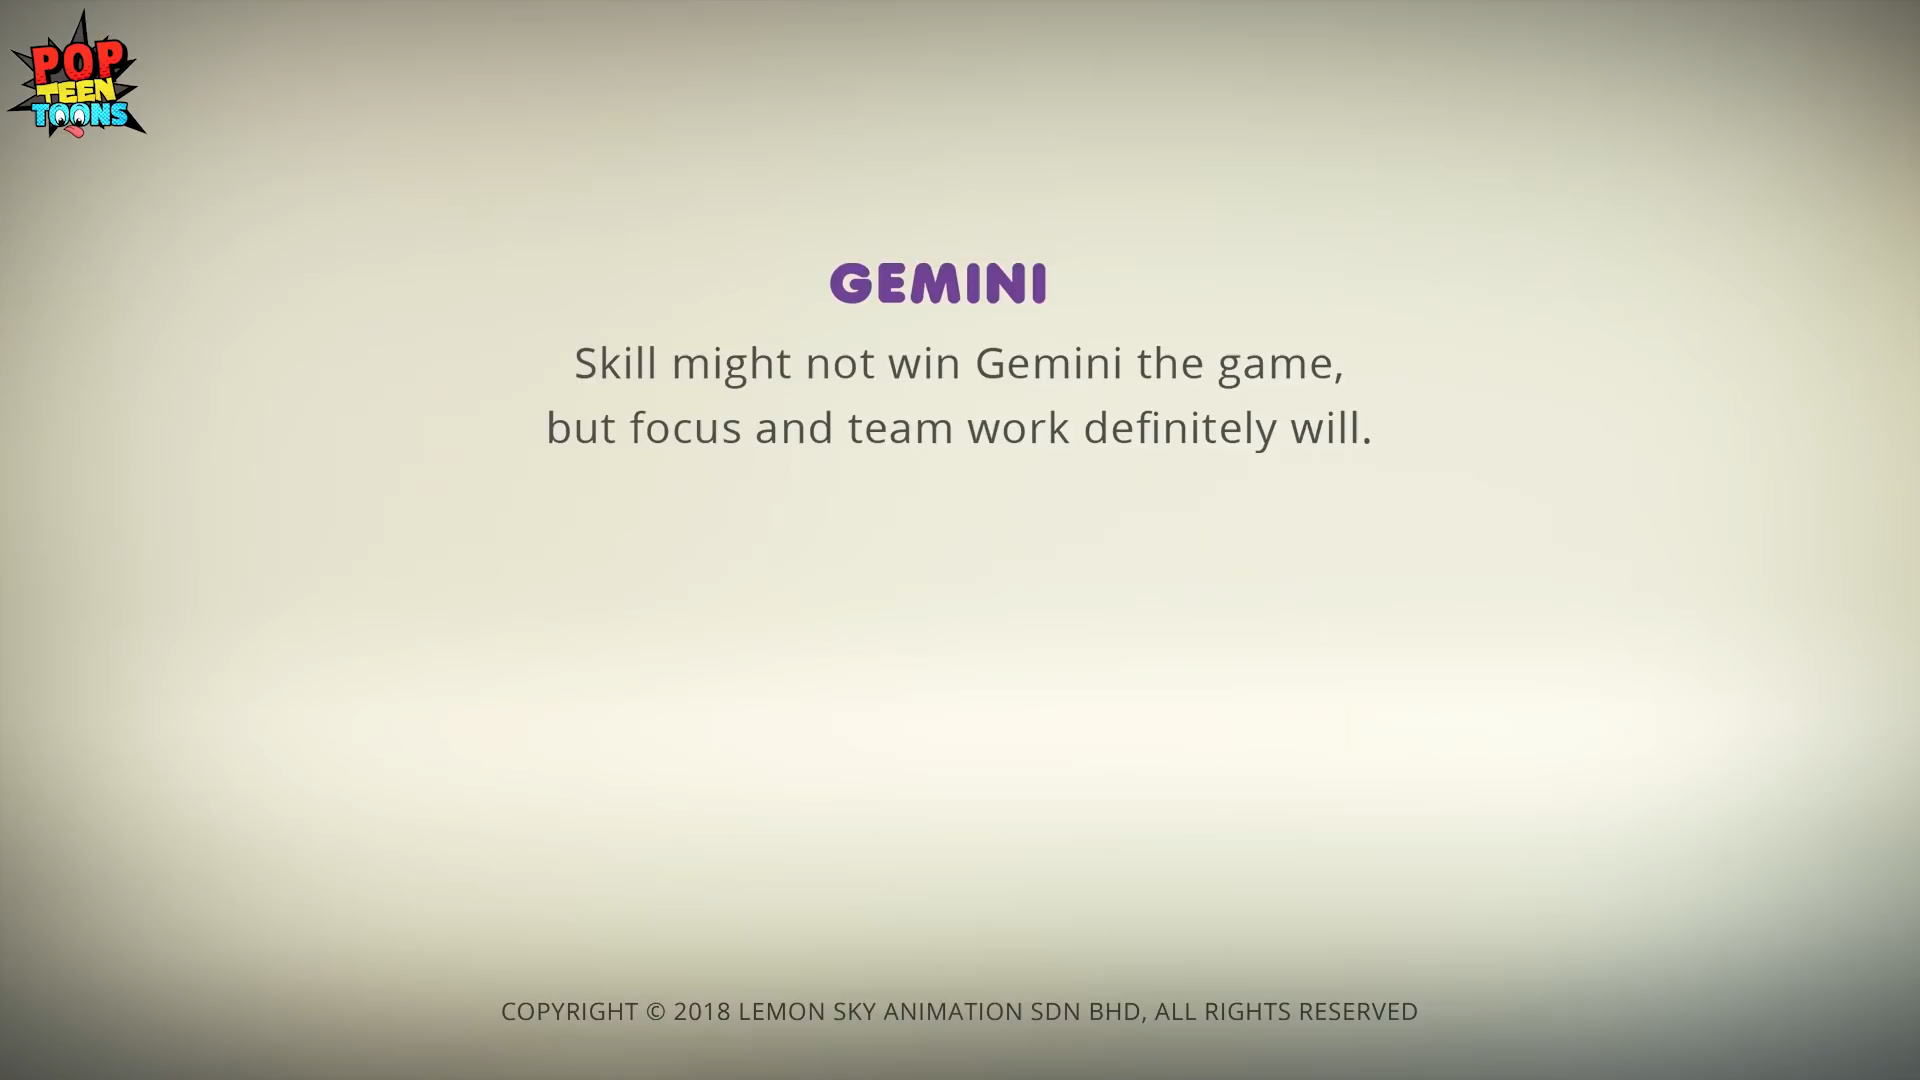 POP
TEEN
TOONS
GEMINI
Skill might not win Gemini the game,
but focus and team work definitely will.
COPYRIGHT © 2018 LEMON SKY ANIMATION SDN BHD, ALL RIGHTS RESERVED